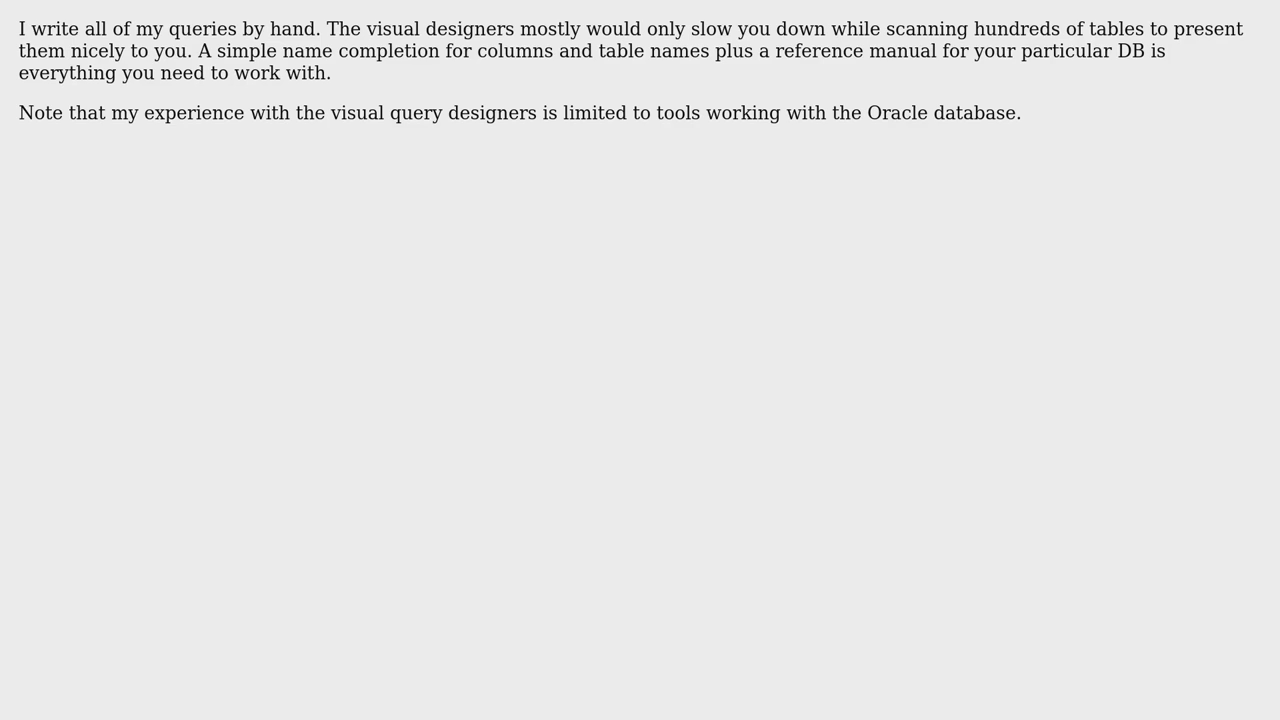 I write all of my queries by hand. The visual designers mostly would only slow you down while scanning hundreds of tables to present
them nicely to you. A simple name completion for columns and table names plus a reference manual for your particular DB is
everything you need to work with.
Note that my experience with the visual query designers is limited to tools working with the Oracle database.